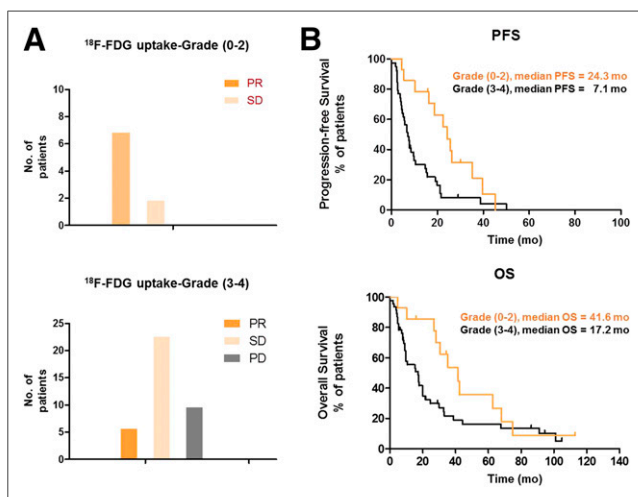 A
¹⁸F-FDG uptake-Grade (0-2)
PR
SD
No. of
patients
10
8
6
4
2
0
¹⁸F-FDG uptake-Grade (3-4)
PR
SD
PD
No. of
patients
25
20
15
10
5
0
B
PFS
Grade (0-2), median PFS = 24.3 mo
Grade (3-4), median PFS = 7.1 mo
Progression-free Survival
% of patients
100
80
60
40
20
0
0 20 40 60 80 100
Time (mo)
OS
Grade (0-2), median OS = 41.6 mo
Grade (3-4), median OS = 17.2 mo
Overall Survival
% of patients
100
80
60
40
20
0
0 20 40 60 80 100 120 140
Time (mo)